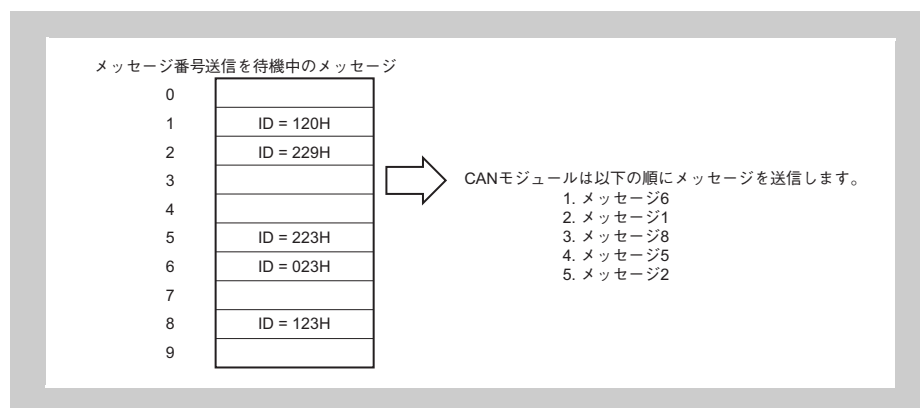 メッセージ番号送信を待機中のメッセージ
0
1 ID = 120H
2 ID = 229H
3
4
5 ID = 223H
6 ID = 023H
7
8 ID = 123H
9
CANモジュールは以下の順にメッセージを送信します。
1. メッセージ6
2. メッセージ1
3. メッセージ8
4. メッセージ5
5. メッセージ2